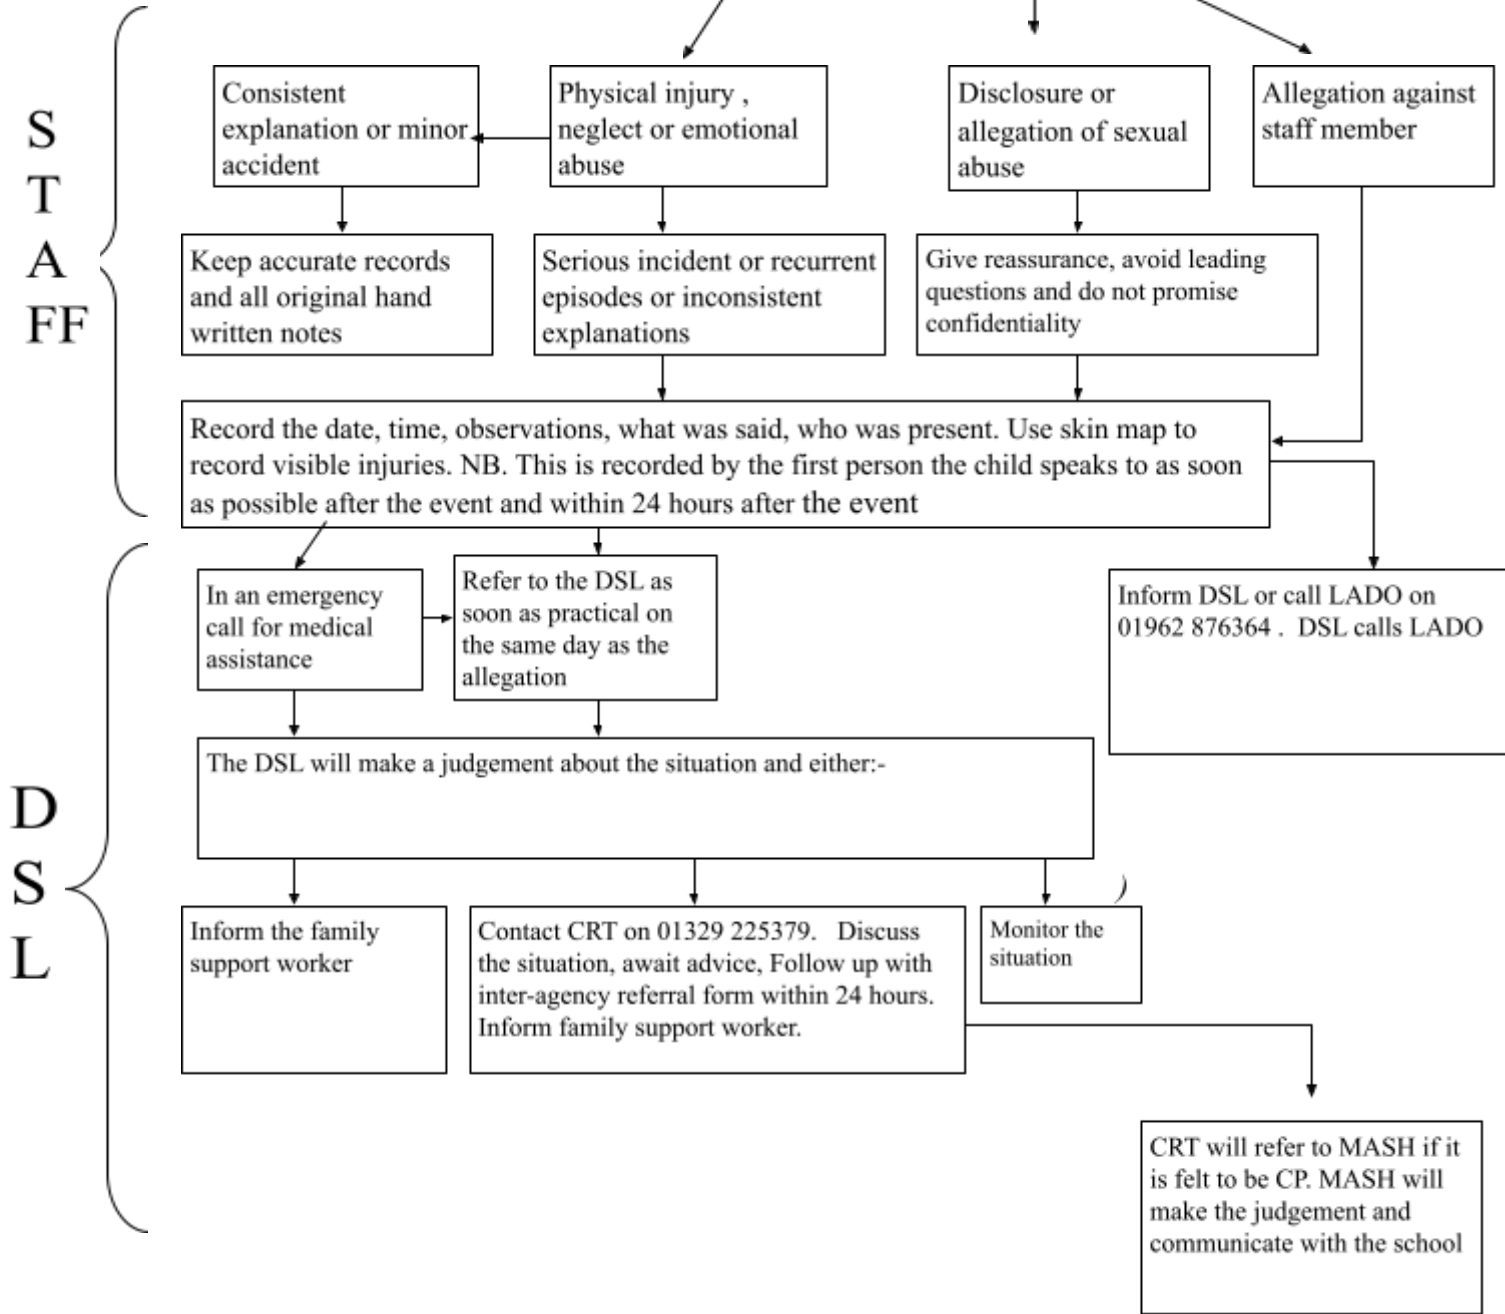 S
T
A
FF
Consistent
explanation or minor
accident
Physical injury ,
neglect or emotional
abuse
Disclosure or
allegation of sexual
abuse
Allegation against
staff member
Keep accurate records
and all original hand
written notes
Serious incident or recurrent
episodes or inconsistent
explanations
Give reassurance, avoid leading
questions and do not promise
confidentiality
Record the date, time, observations, what was said, who was present. Use skin map to
record visible injuries. NB. This is recorded by the first person the child speaks to as soon
as possible after the event and within 24 hours after the event
D
S
L
In an emergency
call for medical
assistance
Refer to the DSL as
soon as practical on
the same day as the
allegation
Inform DSL or call LADO on
01962 876364 .  DSL calls LADO
The DSL will make a judgement about the situation and either:-
)
Inform the family
support worker
Contact CRT on 01329 225379.   Discuss
the situation, await advice, Follow up with
inter-agency referral form within 24 hours.
Inform family support worker.
Monitor the
situation
CRT will refer to MASH if it
is felt to be CP. MASH will
make the judgement and
communicate with the school